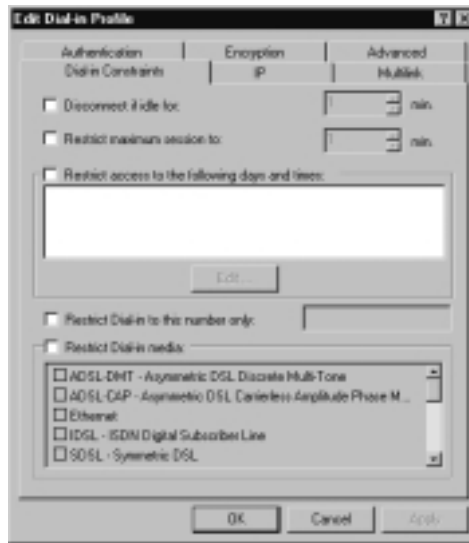 Edit Dial-in Profile
Authentication Encryption Advanced
Dial-in Constraints IP Multilink
Disconnect if idle for: 1 min.
Restrict maximum session to: 1 min.
Restrict access to the following days and times:
Edit...
Restrict Dial-in to this number only:
Restrict Dial-in media:
ADSL-DMT - Asymmetric DSL Discrete Multi-Tone
ADSL-CAP - Asymmetric DSL Carrierless Amplitude Phase M...
Ethernet
IDSL - ISDN Digital Subscriber Line
SDSL - Symmetric DSL
OK Cancel Apply